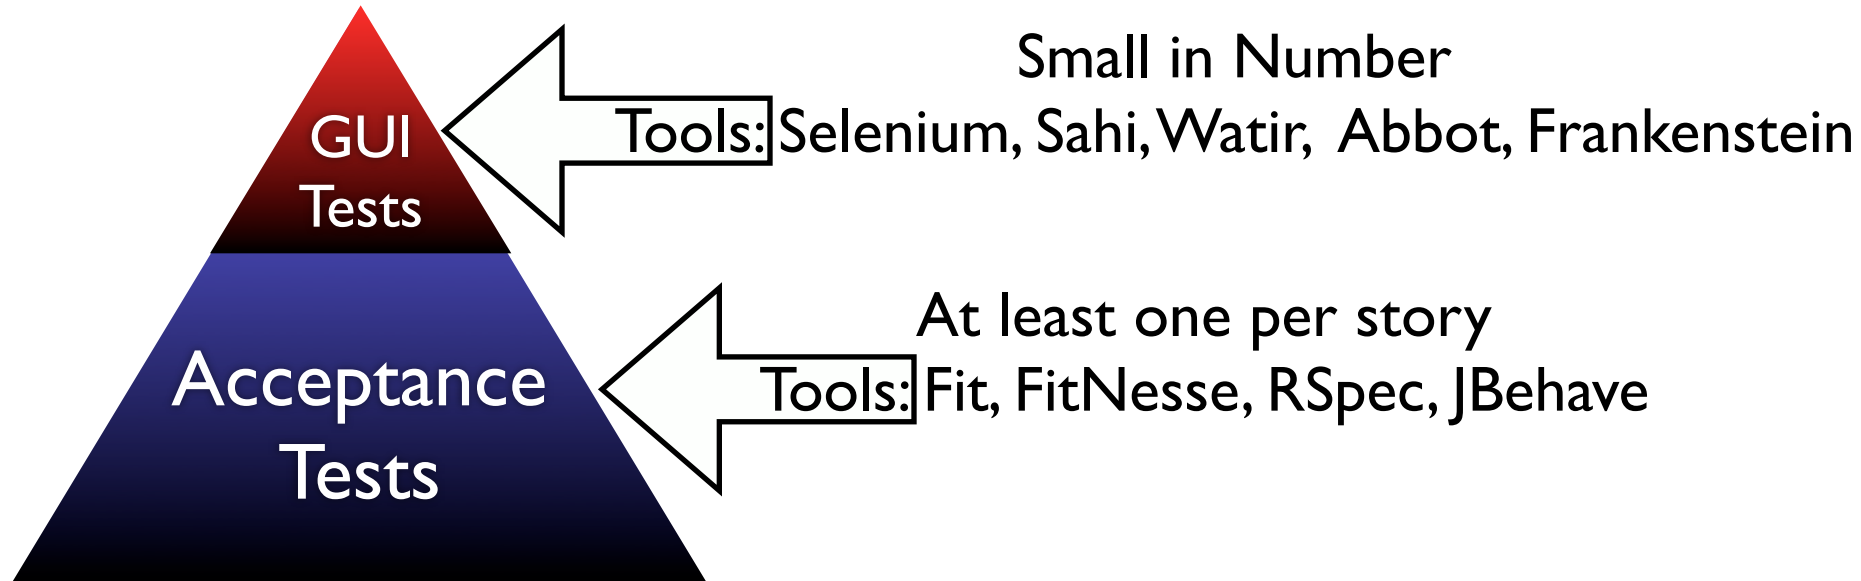 GUI
Tests
Small in Number
Tools: Selenium, Sahi, Watir, Abbot, Frankenstein
Acceptance
Tests
At least one per story
Tools: Fit, FitNesse, RSpec, JBehave